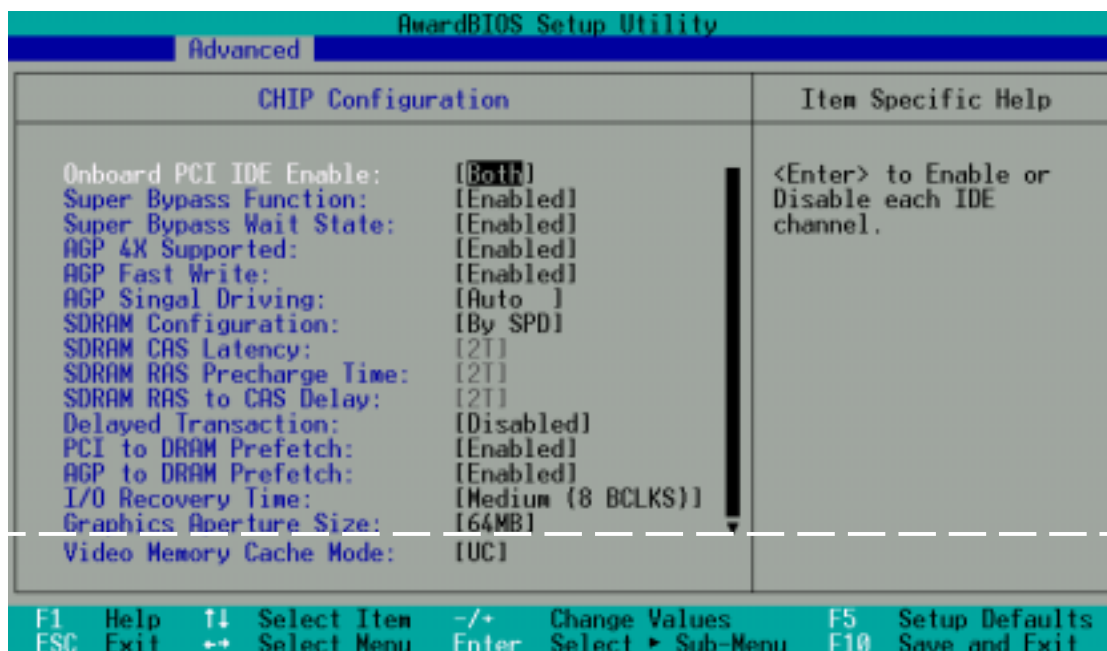 AwardBIOS Setup Utility
Advanced
CHIP Configuration
Item Specific Help
Onboard PCI IDE Enable: [Both]
Super Bypass Function: [Enabled]
Super Bypass Wait State: [Enabled]
AGP 4X Supported: [Enabled]
AGP Fast Write: [Enabled]
AGP Singal Driving: [Auto ]
SDRAM Configuration: [By SPD]
SDRAM CAS Latency: [2T]
SDRAM RAS Precharge Time: [2T]
SDRAM RAS to CAS Delay: [2T]
Delayed Transaction: [Disabled]
PCI to DRAM Prefetch: [Enabled]
AGP to DRAM Prefetch: [Enabled]
I/O Recovery Time: [Medium (8 BCLKS)]
Graphics Aperture Size: [64MB]
Video Memory Cache Mode: [UC]
<Enter> to Enable or
Disable each IDE
channel.
F1 Help ↑↓ Select Item -/+ Change Values F5 Setup Defaults
ESC Exit ←→ Select Menu Enter Select ► Sub-Menu F10 Save and Exit